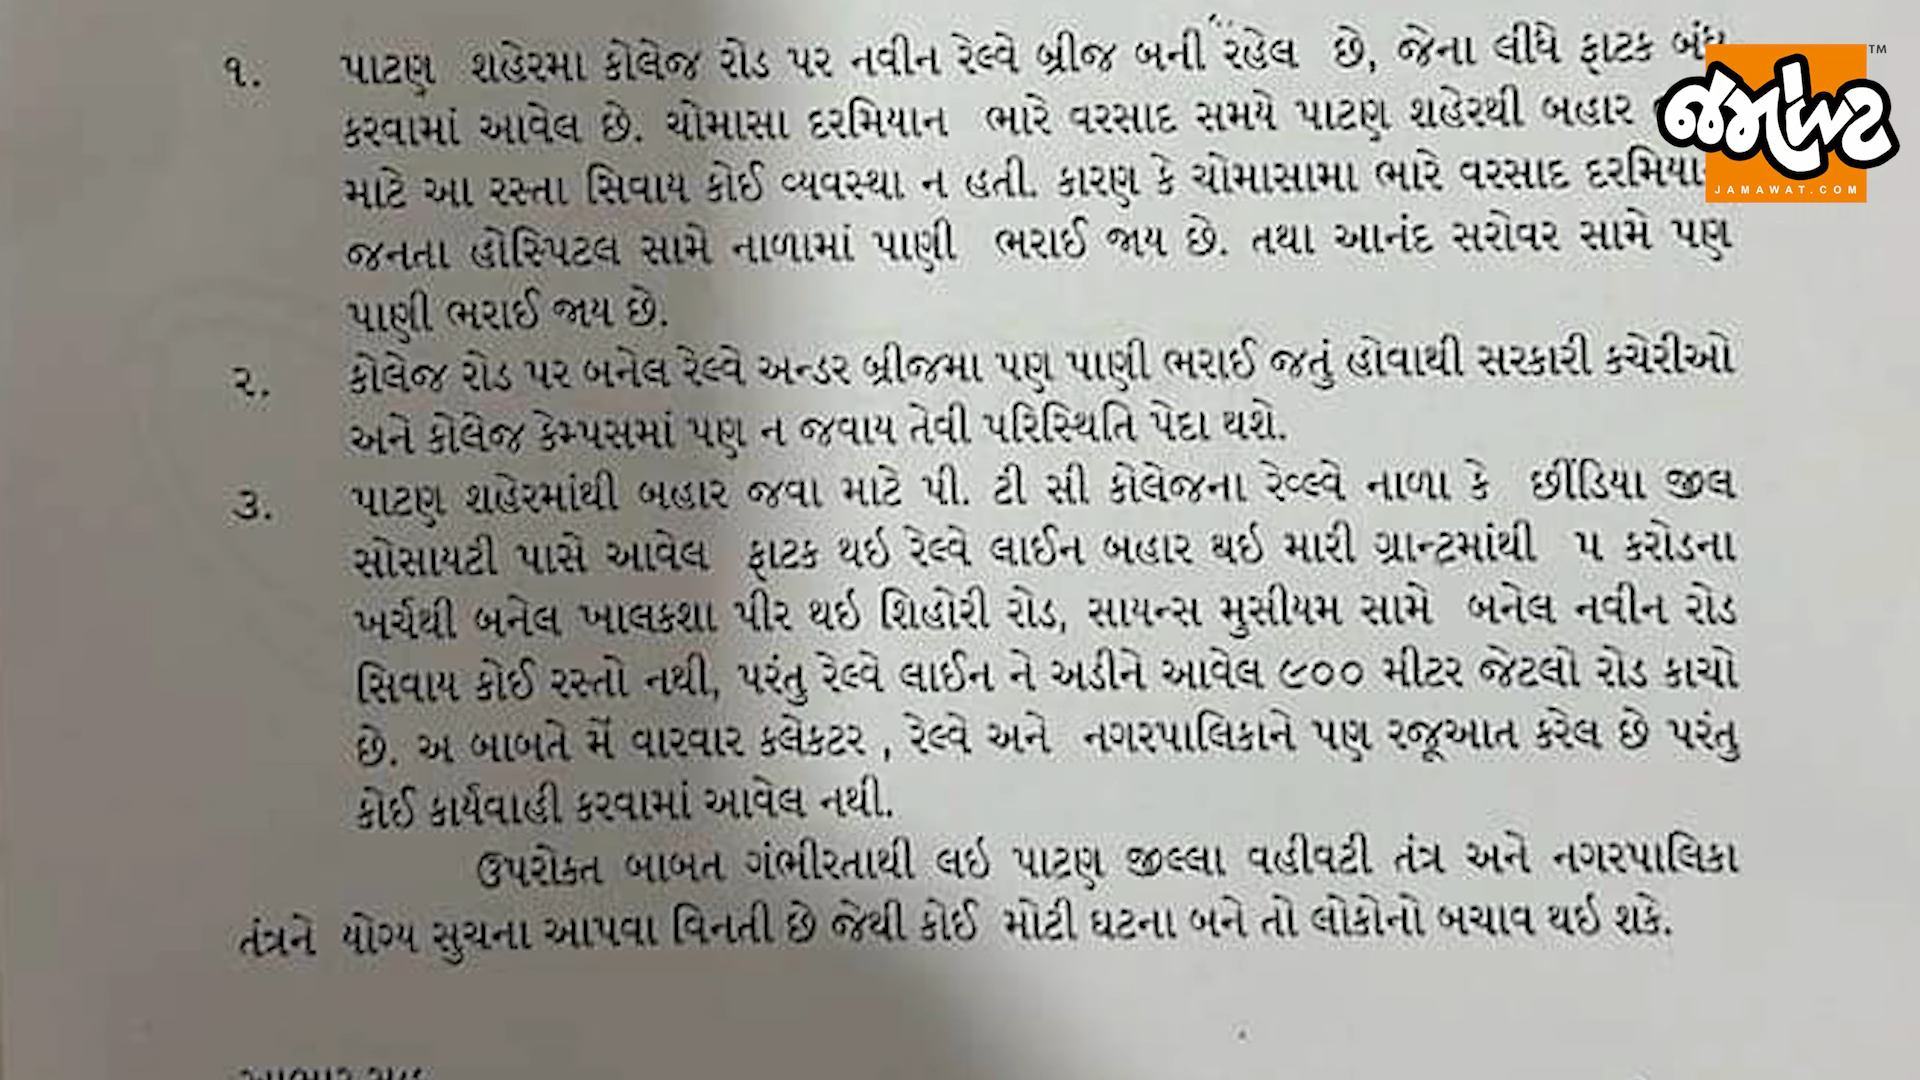 ૧. પાટણ શહેરમા કોલેજ રોડ પર નવીન રેલ્વે બ્રીજ બની રહેલ છે, જેના લીધે ફાટક બંધ
કરવામાં આવેલ છે. ચોમાસા દરમિયાન ભારે વરસાદ સમયે પાટણ શહેરથી બહાર
માટે આ રસ્તા સિવાય કોઈ વ્યવસ્થા ન હતી. કારણ કે ચોમાસામા ભારે વરસાદ દરમિયાન
જનતા હોસ્પિટલ સામે નાળામાં પાણી ભરાઈ જાય છે. તથા આનંદ સરોવર સામે પણ
પાણી ભરાઈ જાય છે.
૨. કોલેજ રોડ પર બનેલ રેલ્વે અન્ડર બ્રીજમા પણ પાણી ભરાઈ જતું હોવાથી સરકારી કચેરીઓ
અને કોલેજ કેમ્પસમાં પણ ન જવાય તેવી પરિસ્થિતિ પેદા થશે.
૩. પાટણ શહેરમાંથી બહાર જવા માટે પી. ટી સી કોલેજના રેલ્વે નાળા કે છીંડિયા જીલ
સોસાયટી પાસે આવેલ ફાટક થઇ રેલ્વે લાઈન બહાર થઇ મારી ગ્રાન્ટમાંથી ૫ કરોડના
ખર્ચથી બનેલ ખાલકશા પીર થઇ શિહોરી રોડ, સાયન્સ મુસીયમ સામે બનેલ નવીન રોડ
સિવાય કોઈ રસ્તો નથી, પરંતુ રેલ્વે લાઈન ને અડીને આવેલ ૯૦૦ મીટર જેટલો રોડ કાચો
છે. અ બાબતે મેં વારવાર કલેકટર , રેલ્વે અને નગરપાલિકાને પણ રજૂઆત કરેલ છે પરંતુ
કોઈ કાર્યવાહી કરવામાં આવેલ નથી.
ઉપરોક્ત બાબત ગંભીરતાથી લઇ પાટણ જીલ્લા વહીવટી તંત્ર અને નગરપાલિકા
તંત્રને યોગ્ય સુચના આપવા વિનતી છે જેથી કોઈ મોટી ઘટના બને તો લોકોનો બચાવ થઇ શકે.
જમાવટ
TM
JAMAWAT.COM